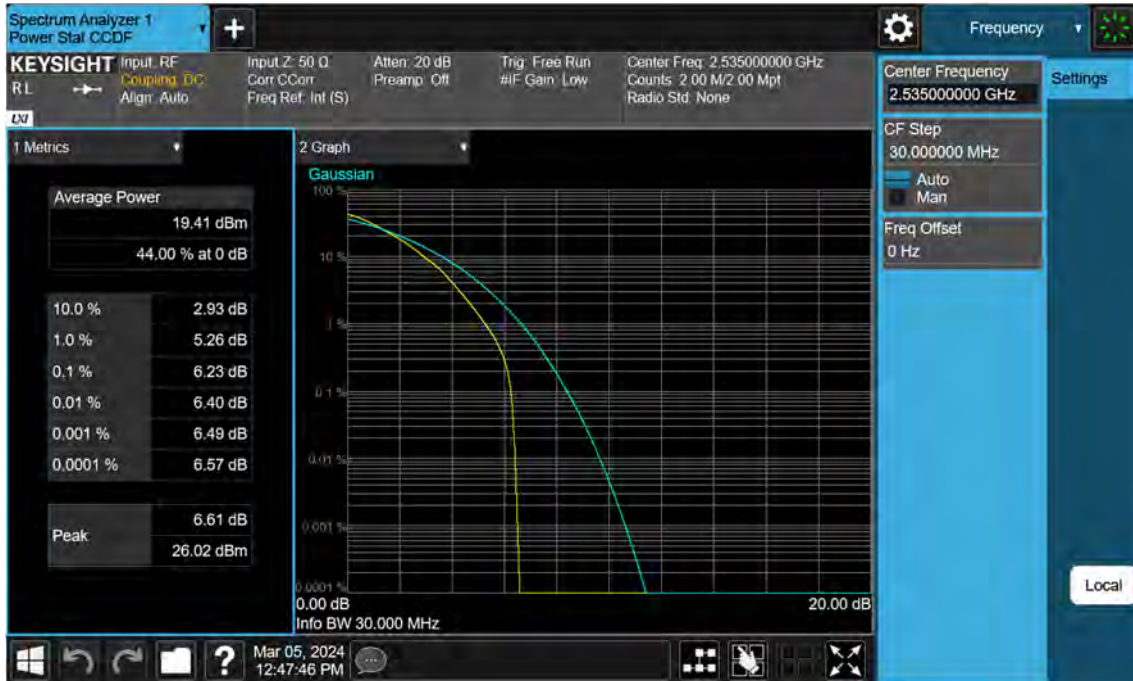 Spectrum Analyzer 1
Power Stat CCDF
+
Frequency
KEYSIGHT
RL
LXI
Input: RF
Coupling: DC
Align: Auto
Input Z: 50 Ω
Corr CCorr
Freq Ref: Int (S)
Atten: 20 dB
Preamp: Off
Trig: Free Run
#IF Gain: Low
Center Freq: 2.535000000 GHz
Counts: 2.00 M/2.00 Mpt
Radio Std: None
Center Frequency
2.535000000 GHz
Settings
CF Step
30.000000 MHz
Auto
Man
Freq Offset
0 Hz
1 Metrics
Average Power
19.41 dBm
44.00 % at 0 dB
10.0 % 2.93 dB
1.0 % 5.26 dB
0.1 % 6.23 dB
0.01 % 6.40 dB
0.001 % 6.49 dB
0.0001 % 6.57 dB
Peak
6.61 dB
26.02 dBm
2 Graph
Gaussian
100 %
10 %
1 %
0.1 %
0.01 %
0.001 %
0.0001 %
0.00 dB 20.00 dB
Info BW 30.000 MHz
Local
?
Mar 05, 2024
12:47:46 PM